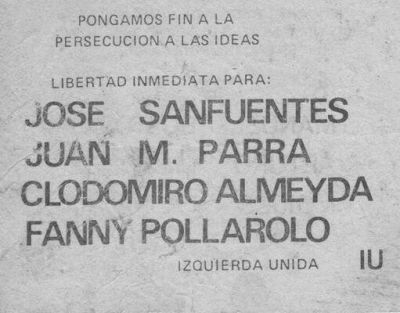 PONGAMOS FIN A LA
PERSECUCION A LAS IDEAS
LIBERTAD INMEDIATA PARA:
JOSE SANFUENTES
JUAN M. PARRA
CLODOMIRO ALMEYDA
FANNY POLLAROLO
IZQUIERDA UNIDA IU